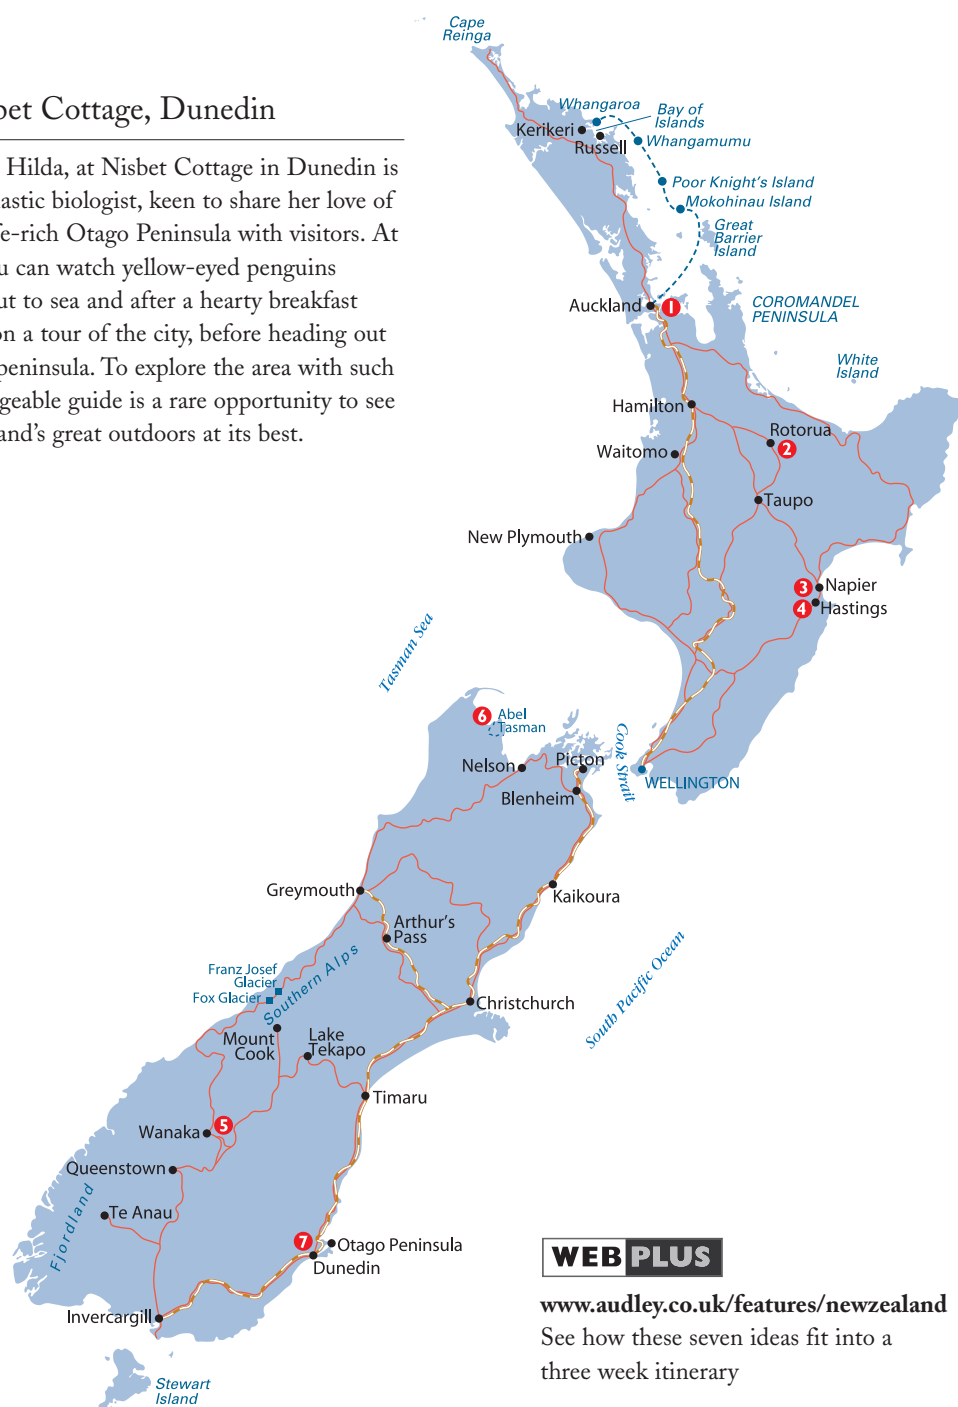 bet Cottage, Dunedin
Hilda, at Nisbet Cottage in Dunedin is
lastic biologist, keen to share her love of
fe-rich Otago Peninsula with visitors. At
u can watch yellow-eyed penguins
ut to sea and after a hearty breakfast
on a tour of the city, before heading out
peninsula. To explore the area with such
geable guide is a rare opportunity to see
and's great outdoors at its best.
Cape
Reinga
Whangaroa
Bay of
Islands
Kerikeri
Russell
Whangamumu
Poor Knight's Island
Mokohinau Island
Great
Barrier
Island
Auckland
1
COROMANDEL
PENINSULA
White
Island
Hamilton
Rotorua
2
Waitomo
Taupo
New Plymouth
3
Napier
4
Hastings
Tasman Sea
6
Abel
Tasman
Cook Strait
Nelson
Picton
WELLINGTON
Blenheim
Greymouth
Kaikoura
Arthur's
Pass
Franz Josef
Glacier
Fox Glacier
Southern Alps
South Pacific Ocean
Christchurch
Mount
Cook
Lake
Tekapo
Timaru
Wanaka
5
Queenstown
Te Anau
Fjordland
7
Otago Peninsula
Dunedin
Invercargill
Stewart
Island
WEB PLUS
www.audley.co.uk/features/newzealand
See how these seven ideas fit into a
three week itinerary